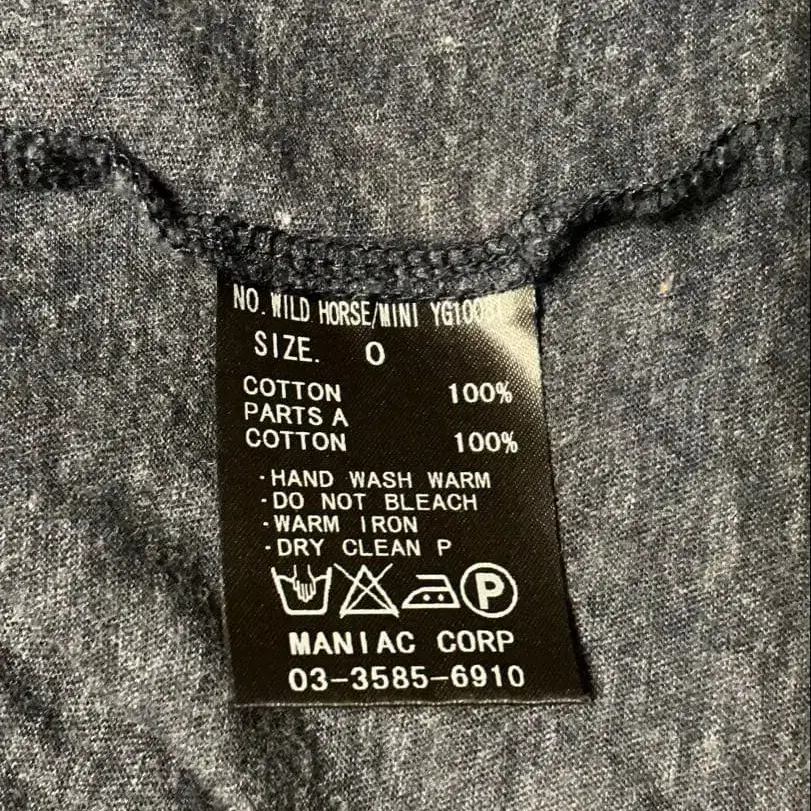 NO. WILD HORSE/MINI
SIZE. 0
COTTON 100%
PARTS A
COTTON 100%
·HAND WASH WARM
·DO NOT BLEACH
·WARM IRON
·DRY CLEAN P
P
MANIAC CORP
03-3585-6910